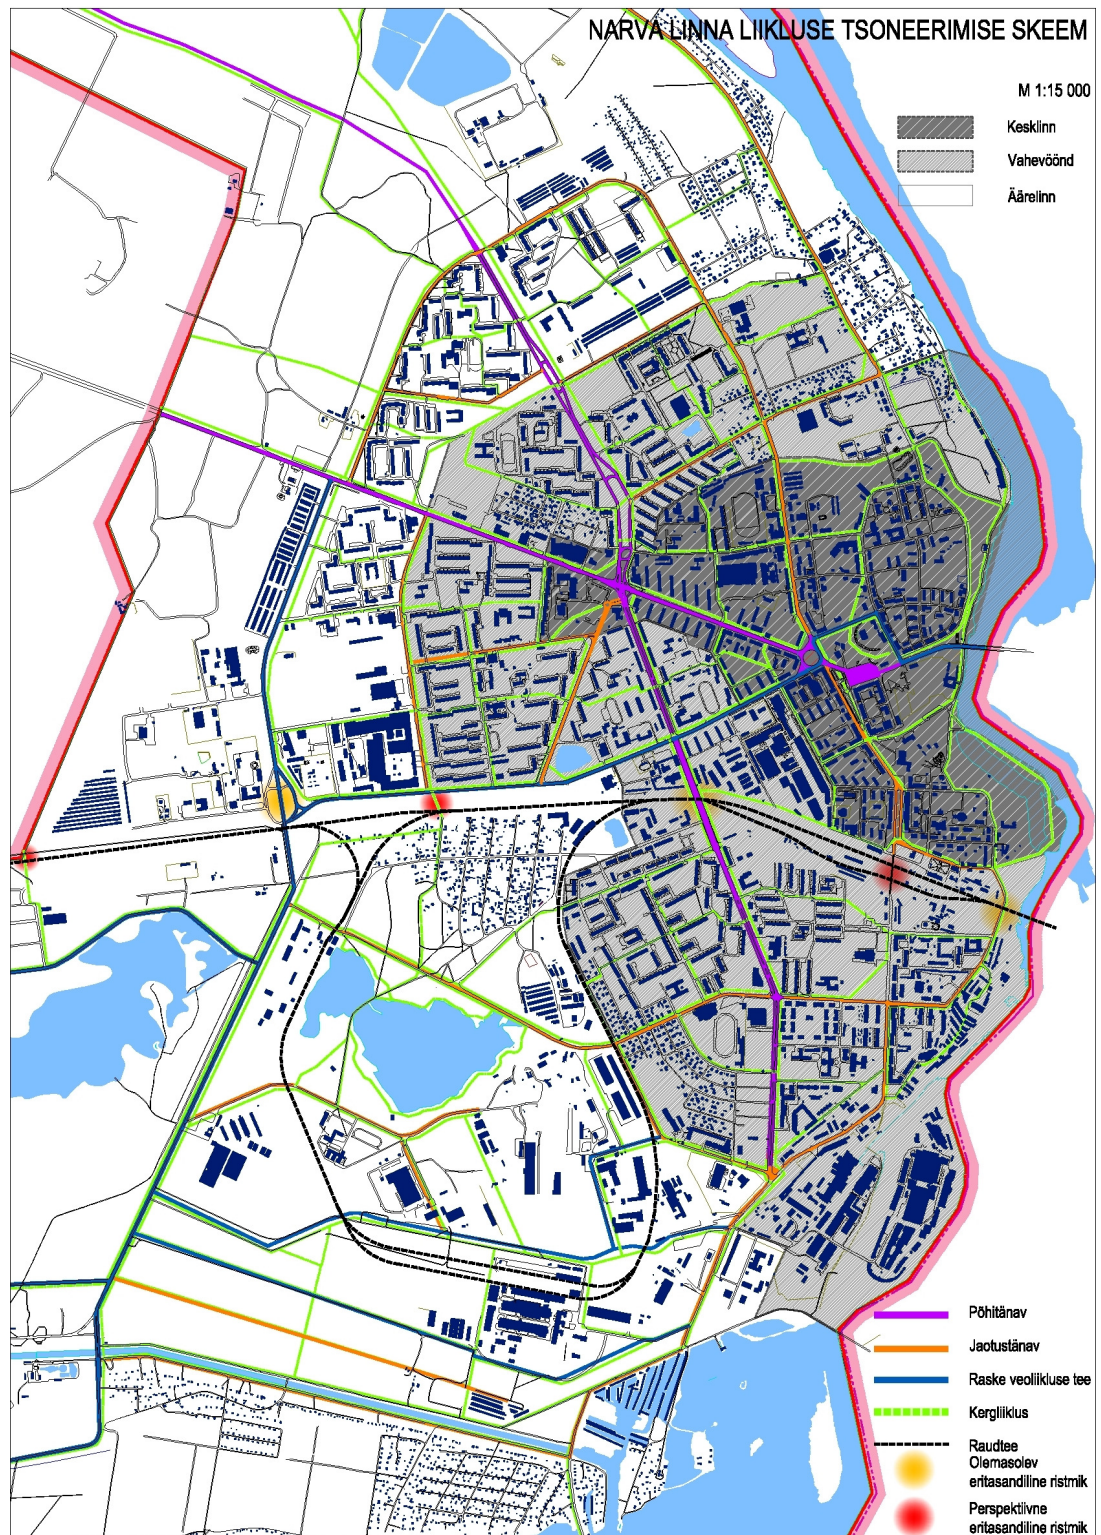 NARVA LINNA LIIKLUSE TSONEERIMISE SKEEM
M 1:15 000
Kesklinn
Vahevöönd
Äärelinn
Põhitänav
Jaotustänav
Raske veoliikluse tee
Kergliiklus
Raudtee
Olemasolev
eritasandiline ristmik
Perspektiivne
eritasandiline ristmik